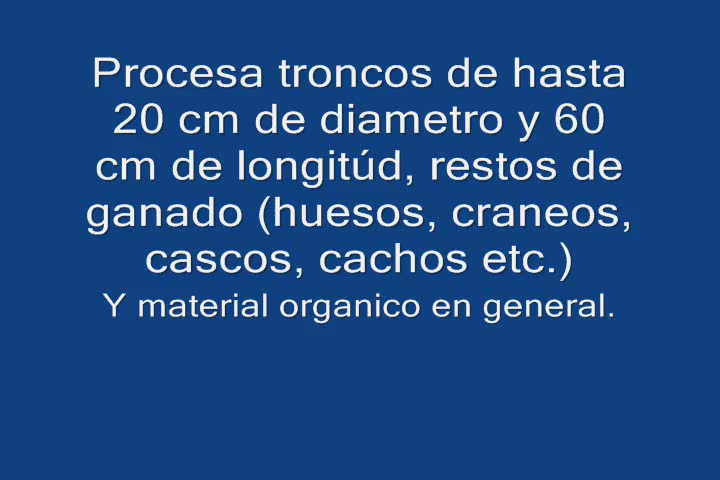 Procesa troncos de hasta
20 cm de diametro y 60
cm de longitúd, restos de
ganado (huesos, craneos,
cascos, cachos etc.)
Y material organico en general.